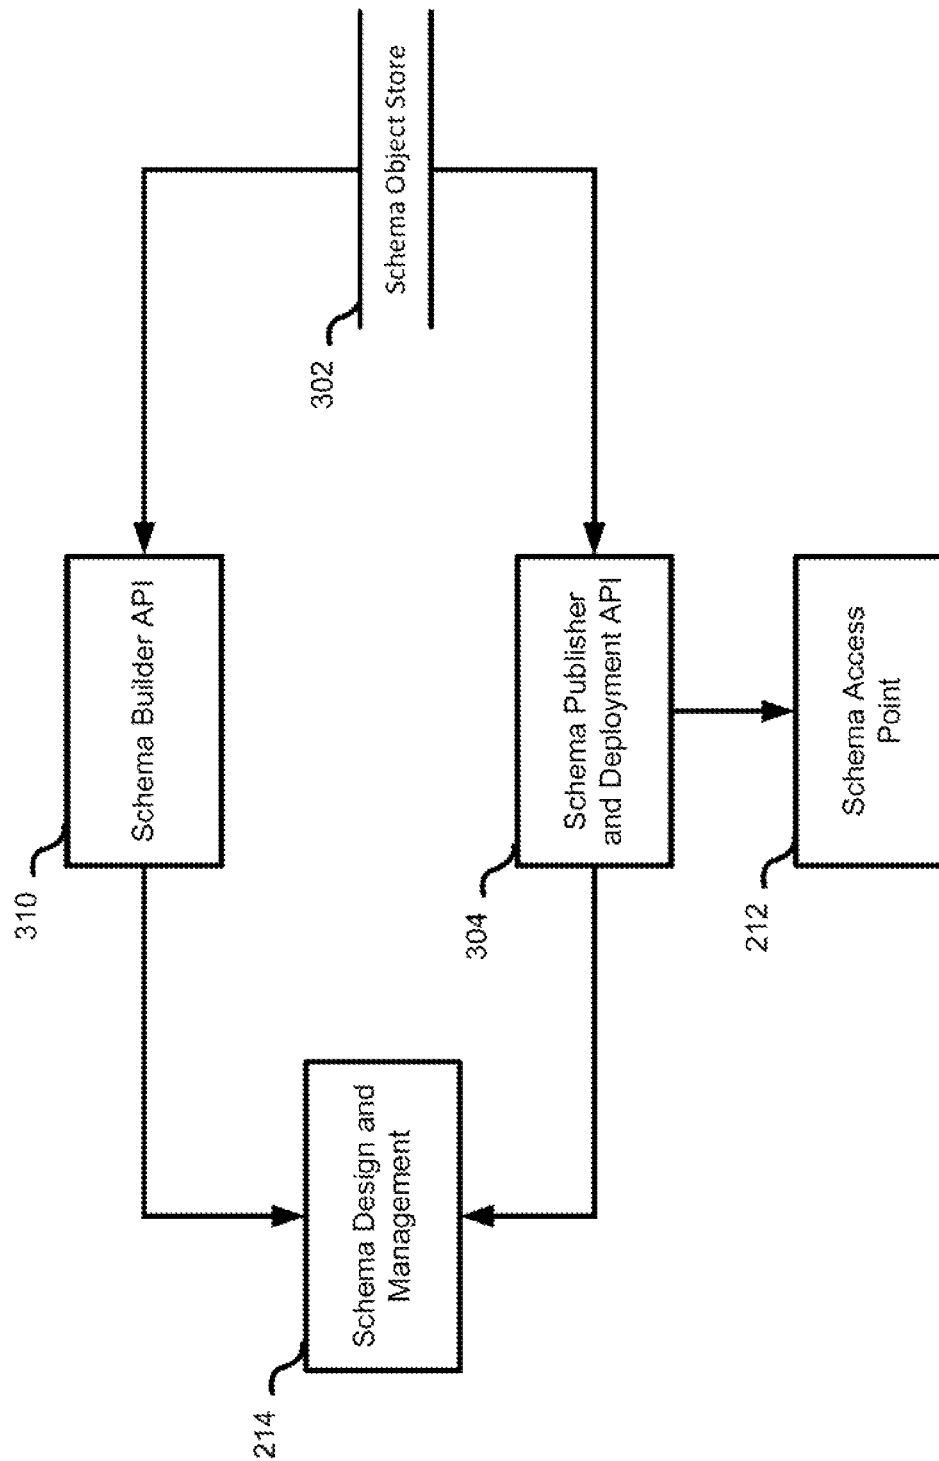 310
Schema Builder API
302
Schema Object Store
214
Schema Design and
Management
304
Schema Publisher
and Deployment API
212
Schema Access
Point